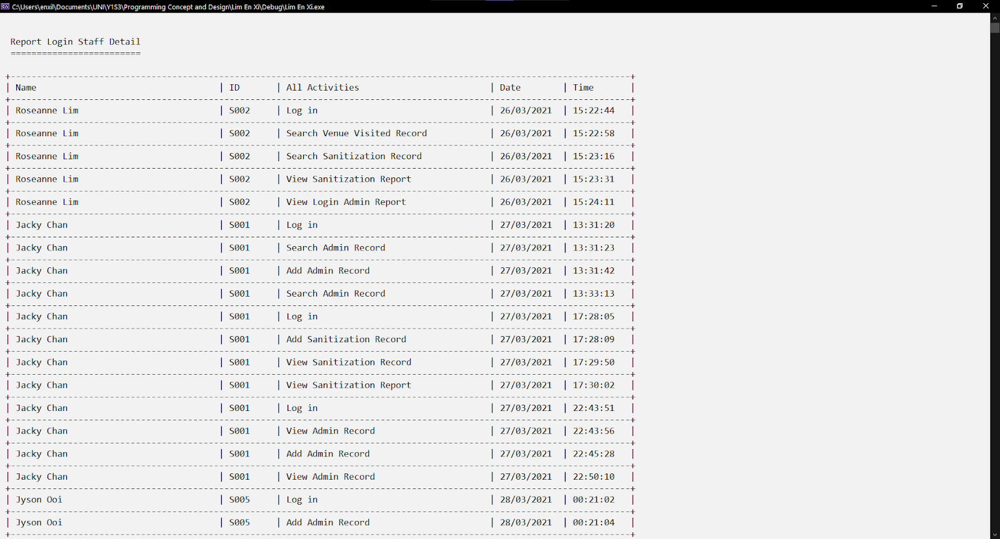 C:\Users\enxil\Documents\UNI\Y1S3\Programming Concept and Design\Lim En Xi\Debug\Lim En Xi.exe
Report Login Staff Detail
=========================
| Name | ID | All Activities | Date | Time |
| Roseanne Lim | S002 | Log in | 26/03/2021 | 15:22:44 |
| Roseanne Lim | S002 | Search Venue Visited Record | 26/03/2021 | 15:22:58 |
| Roseanne Lim | S002 | Search Sanitization Record | 26/03/2021 | 15:23:16 |
| Roseanne Lim | S002 | View Sanitization Report | 26/03/2021 | 15:23:31 |
| Roseanne Lim | S002 | View Login Admin Report | 26/03/2021 | 15:24:11 |
| Jacky Chan | S001 | Log in | 27/03/2021 | 13:31:20 |
| Jacky Chan | S001 | Search Admin Record | 27/03/2021 | 13:31:23 |
| Jacky Chan | S001 | Add Admin Record | 27/03/2021 | 13:31:42 |
| Jacky Chan | S001 | Search Admin Record | 27/03/2021 | 13:33:13 |
| Jacky Chan | S001 | Log in | 27/03/2021 | 17:28:05 |
| Jacky Chan | S001 | Add Sanitization Record | 27/03/2021 | 17:28:09 |
| Jacky Chan | S001 | View Sanitization Record | 27/03/2021 | 17:29:50 |
| Jacky Chan | S001 | View Sanitization Report | 27/03/2021 | 17:30:02 |
| Jacky Chan | S001 | Log in | 27/03/2021 | 22:43:51 |
| Jacky Chan | S001 | View Admin Record | 27/03/2021 | 22:43:56 |
| Jacky Chan | S001 | Add Admin Record | 27/03/2021 | 22:45:28 |
| Jacky Chan | S001 | View Admin Record | 27/03/2021 | 22:50:10 |
| Jyson Ooi | S005 | Log in | 28/03/2021 | 00:21:02 |
| Jyson Ooi | S005 | Add Admin Record | 28/03/2021 | 00:21:04 |